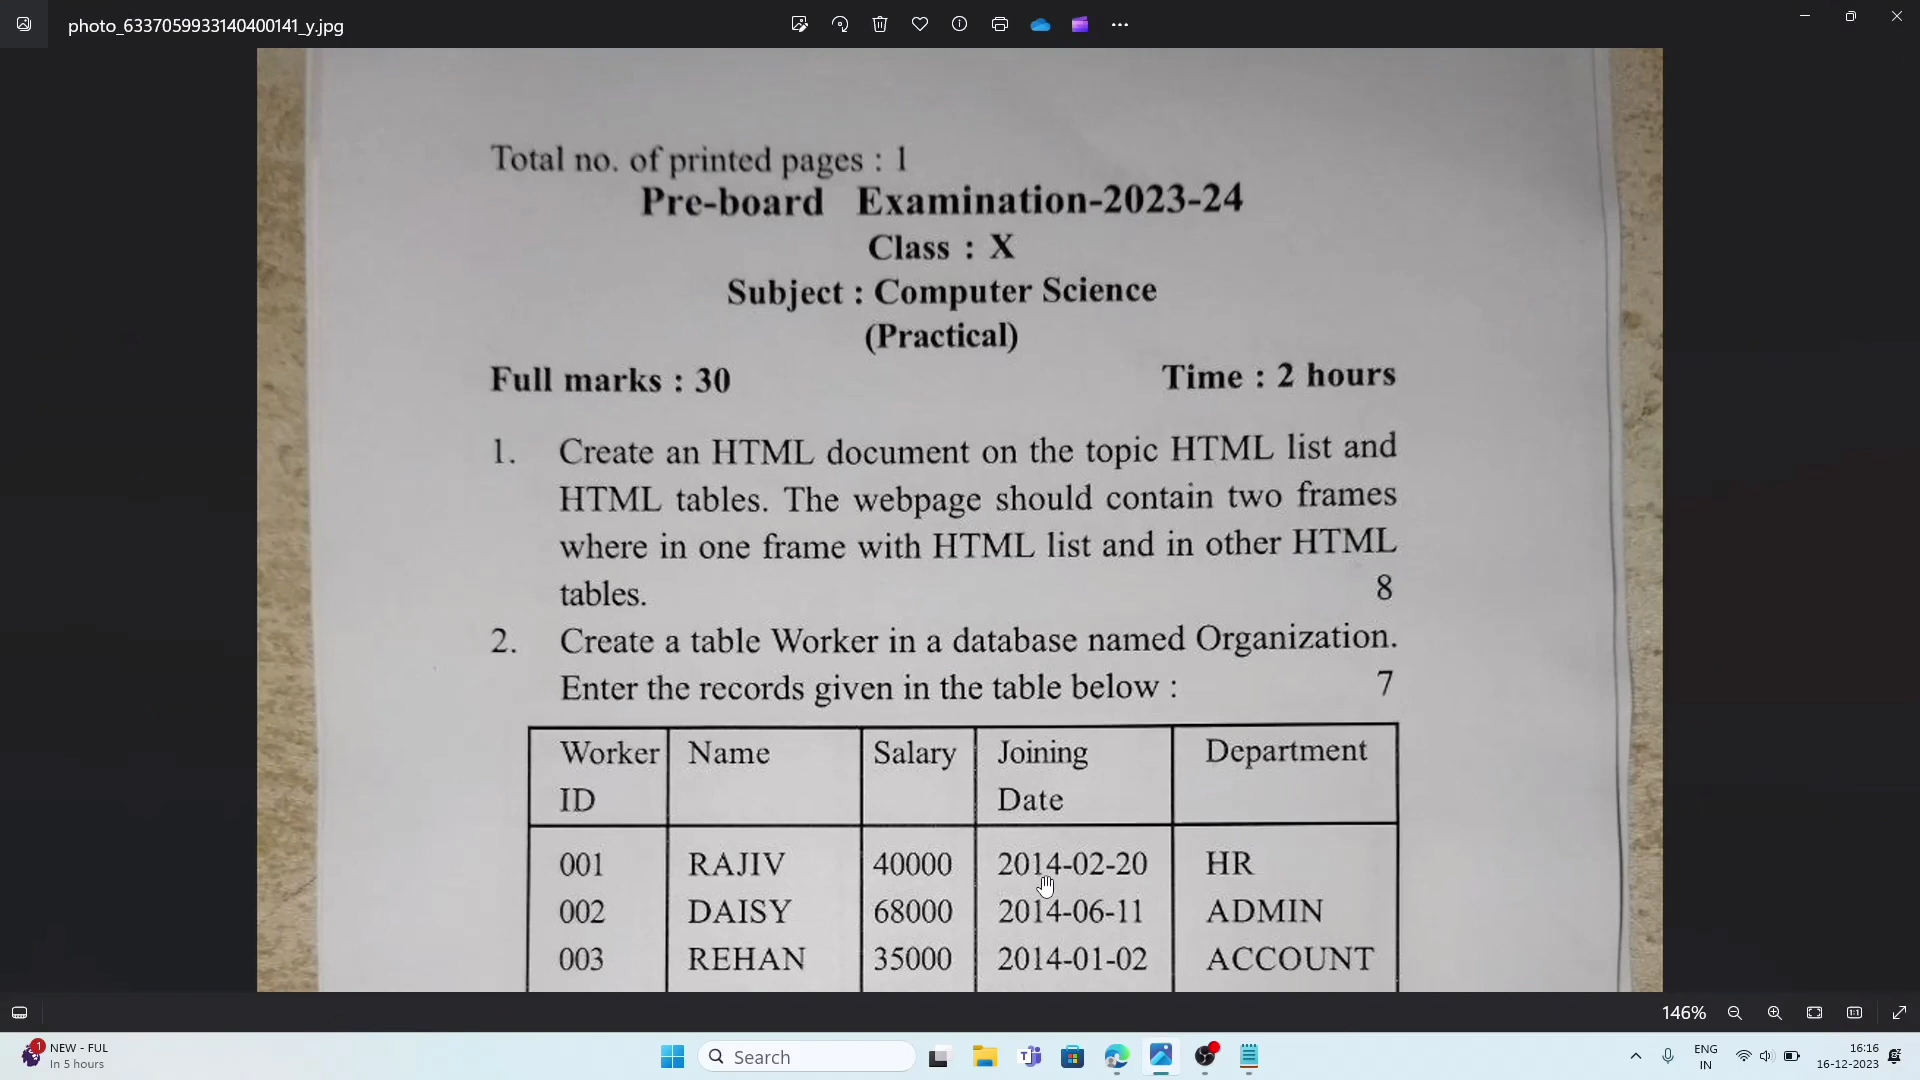 photo_6337059933140400141_y.jpg
Total no. of printed pages : 1
Pre-board Examination-2023-24
Class : X
Subject : Computer Science
(Practical)
Full marks : 30 Time : 2 hours
1. Create an HTML document on the topic HTML list and
HTML tables. The webpage should contain two frames
where in one frame with HTML list and in other HTML
tables. 8
2. Create a table Worker in a database named Organization.
Enter the records given in the table below : 7
Worker ID Name Salary Joining Date Department
001 RAJIV 40000 2014-02-20 HR
002 DAISY 68000 2014-06-11 ADMIN
003 REHAN 35000 2014-01-02 ACCOUNT
146%
1
NEW - FUL
In 5 hours
Search
ENG
IN
16:16
16-12-2023